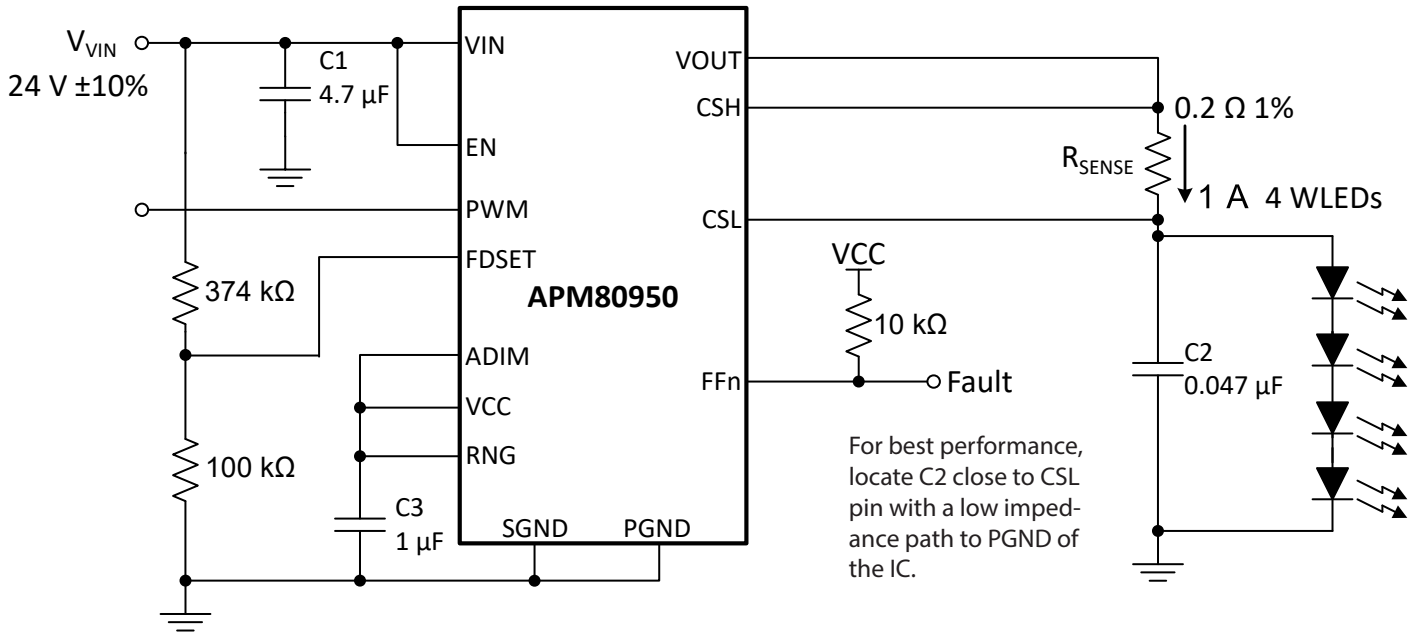 V_VIN
24 V ±10%
C1
4.7 µF
VIN
EN
PWM
FDSET
374 kΩ
100 kΩ
ADIM
VCC
RNG
C3
1 µF
SGND PGND
APM80950
VOUT
CSH
CSL
FFn
0.2 Ω 1%
R_SENSE
1 A 4 WLEDs
VCC
10 kΩ
Fault
C2
0.047 µF
For best performance,
locate C2 close to CSL
pin with a low imped-
ance path to PGND of
the IC.